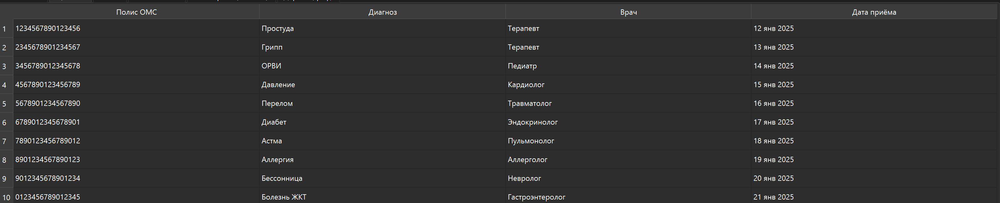 Полис ОМС Диагноз Врач Дата приёма
1 1234567890123456 Простуда Терапевт 12 янв 2025
2 2345678901234567 Грипп Терапевт 13 янв 2025
3 3456789012345678 ОРВИ Педиатр 14 янв 2025
4 4567890123456789 Давление Кардиолог 15 янв 2025
5 5678901234567890 Перелом Травматолог 16 янв 2025
6 6789012345678901 Диабет Эндокринолог 17 янв 2025
7 7890123456789012 Астма Пульмонолог 18 янв 2025
8 8901234567890123 Аллергия Аллерголог 19 янв 2025
9 9012345678901234 Бессонница Невролог 20 янв 2025
10 0123456789012345 Болезнь ЖКТ Гастроэнтеролог 21 янв 2025